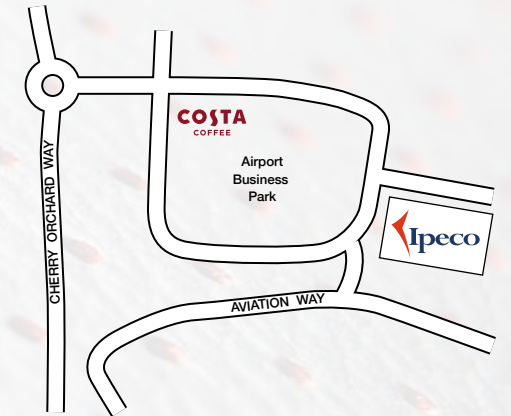 COSTA
COFFEE
Airport
Business
Park
CHERRY ORCHARD WAY
Ipeco
AVIATION WAY